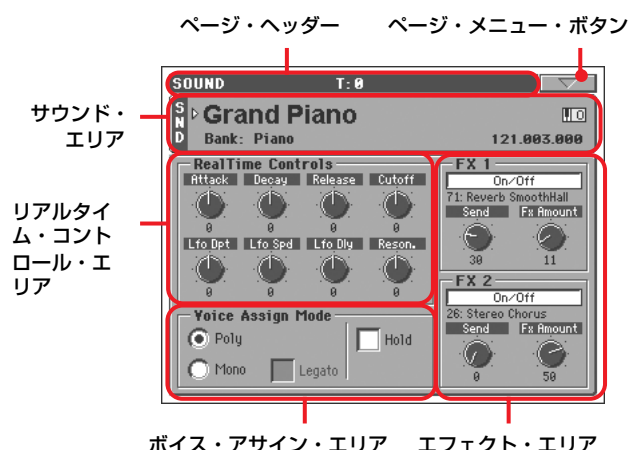 ページ・ヘッダー
ページ・メニュー・ボタン
SOUND T:0
サウンド・
エリア
SND
Grand Piano
Bank: Piano
121.003.000
リアルタイ
ム・コント
ロール・エ
リア
RealTime Controls
Attack Decay Release Cutoff
0 0 0 0
Lfo Dpt Lfo Spd Lfo Dly Reson.
0 0 0 0
FX 1
On/Off
71: Reverb SmoothHall
Send Fx Amount
30 11
FX 2
On/Off
26: Stereo Chorus
Send Fx Amount
0 50
Voice Assign Mode
Poly Hold
Mono Legato
ボイス・アサイン・エリア
エフェクト・エリア